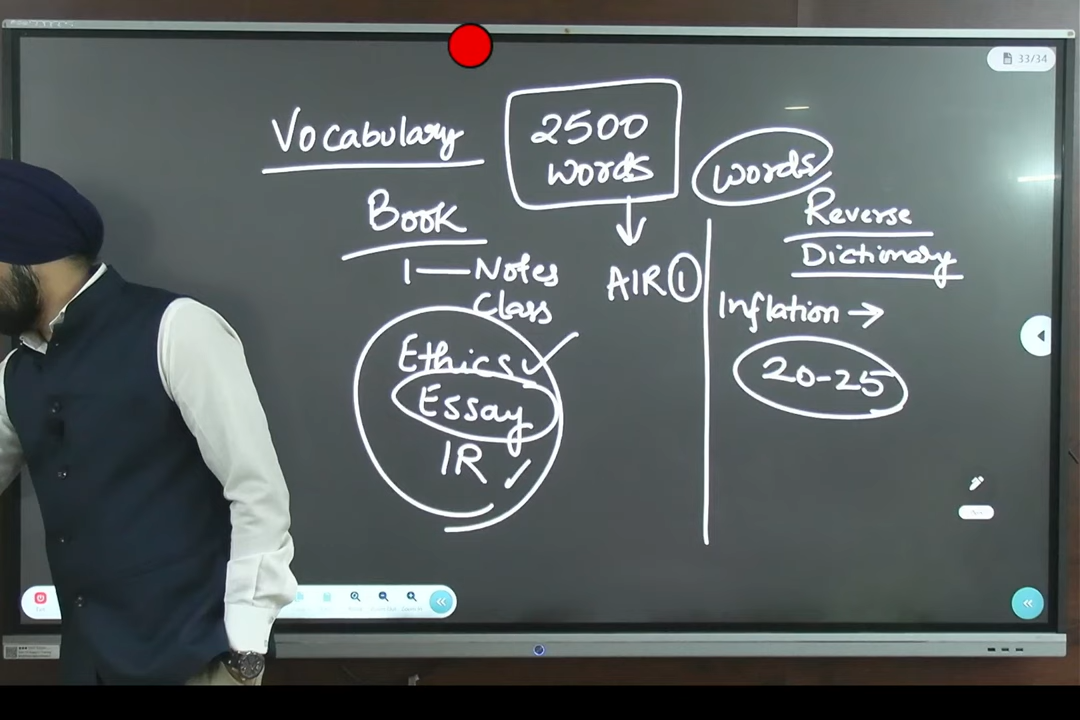 33/34
Vocabulary
2500
words
words
Book
1 — Notes
Class
Ethics ✓
Essay
IR ✓
↓
AIR ①
Reverse
Dictionary
Inflation →
20-25